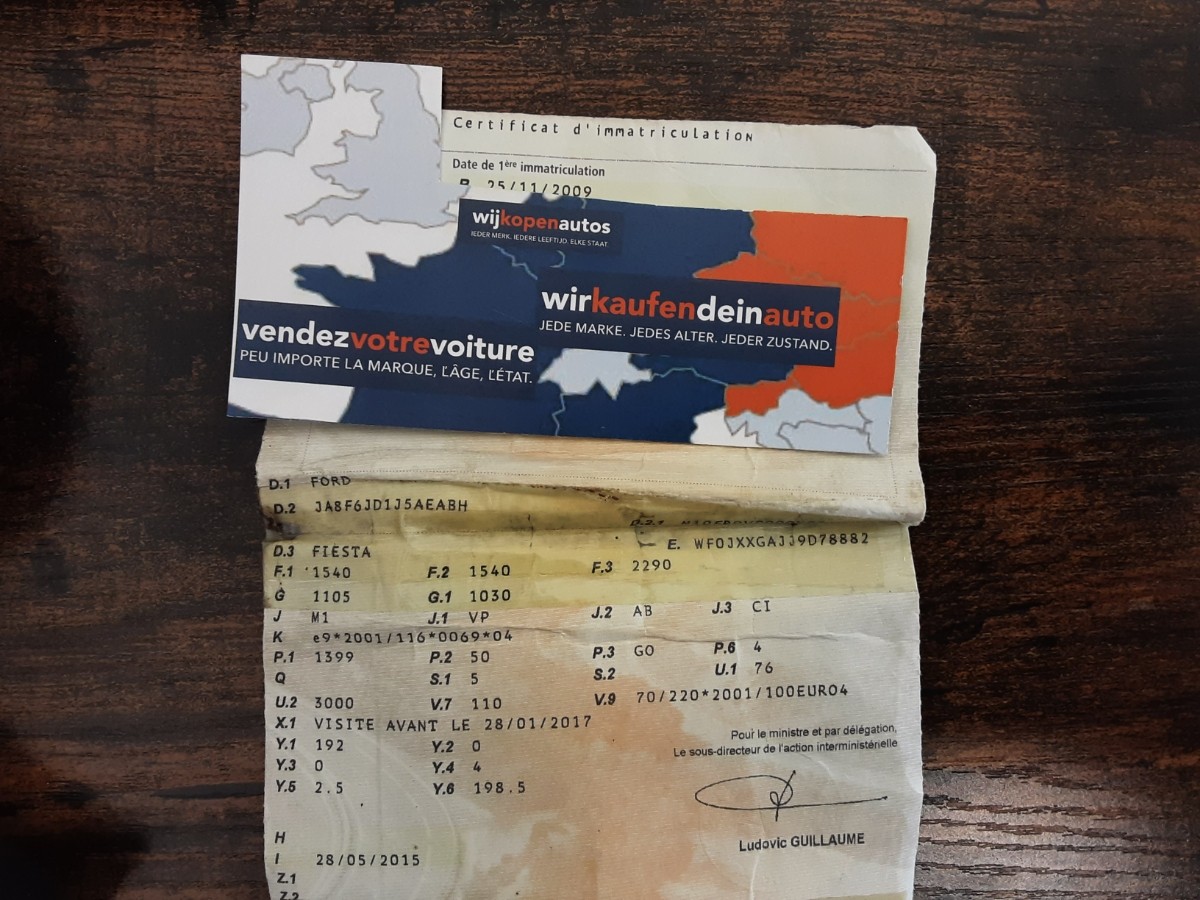 Certificat d'immatriculation
Date de 1ère immatriculation
B 25/11/2009
wijkopenautos
IEDER MERK. IEDERE LEEFTIJD. ELKE STAAT.
wirkaufendeinauto
JEDE MARKE. JEDES ALTER. JEDER ZUSTAND.
vendezvotrevoiture
PEU IMPORTE LA MARQUE, L'ÂGE, L'ÉTAT.
D.1 FORD
D.2 JA8F6JD1J5AEABH
D.2.1
E. WF0JXXGAJJ9D78882
D.3 FIESTA
F.1 1540 F.2 1540 F.3 2290
G 1105 G.1 1030
J M1 J.1 VP J.2 AB J.3 CI
K e9*2001/116*0069*04
P.1 1399 P.2 50 P.3 GO P.6 4
Q S.1 5 S.2 U.1 76
U.2 3000 V.7 110 V.9 70/220*2001/100EURO4
X.1 VISITE AVANT LE 28/01/2017
Y.1 192 Y.2 0
Y.3 0 Y.4 4
Y.5 2.5 Y.6 198.5
Pour le ministre et par délégation,
Le sous-directeur de l'action interministérielle
Ludovic GUILLAUME
H
I 28/05/2015
Z.1
Z.2